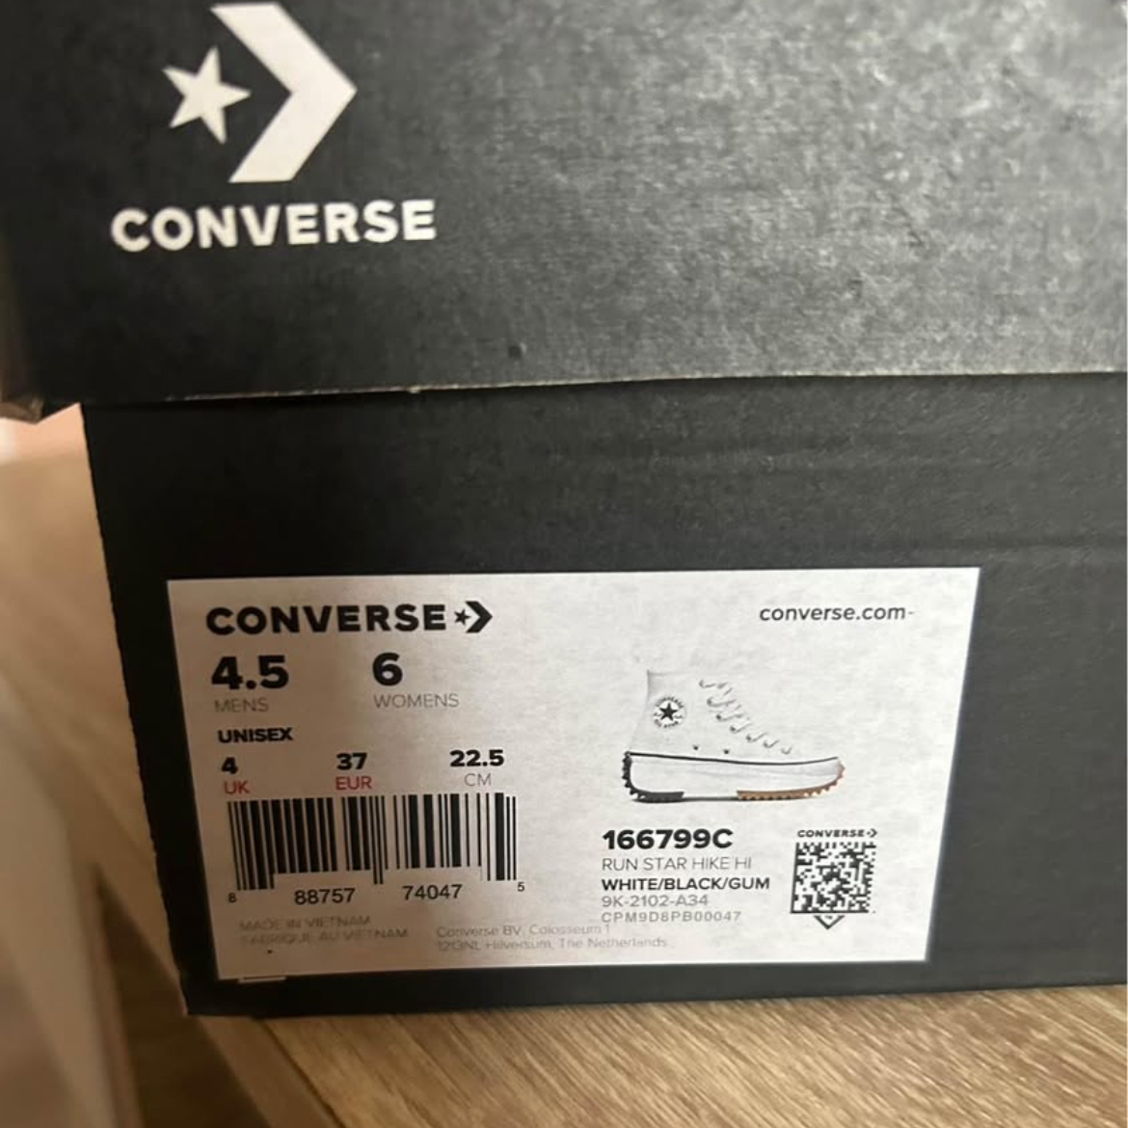 CONVERSE
CONVERSE
converse.com
4.5 6
MENS WOMENS
UNISEX
4 37 22.5
UK EUR CM
8 88757 74047 5
MADE IN VIETNAM
FABRIQUE AU VIETNAM
Converse BV, Colosseum 1
1213NL Hilversum, The Netherlands
166799C
RUN STAR HIKE HI
WHITE/BLACK/GUM
9K-2102-A34
CPM9D8PB00047
CONVERSE